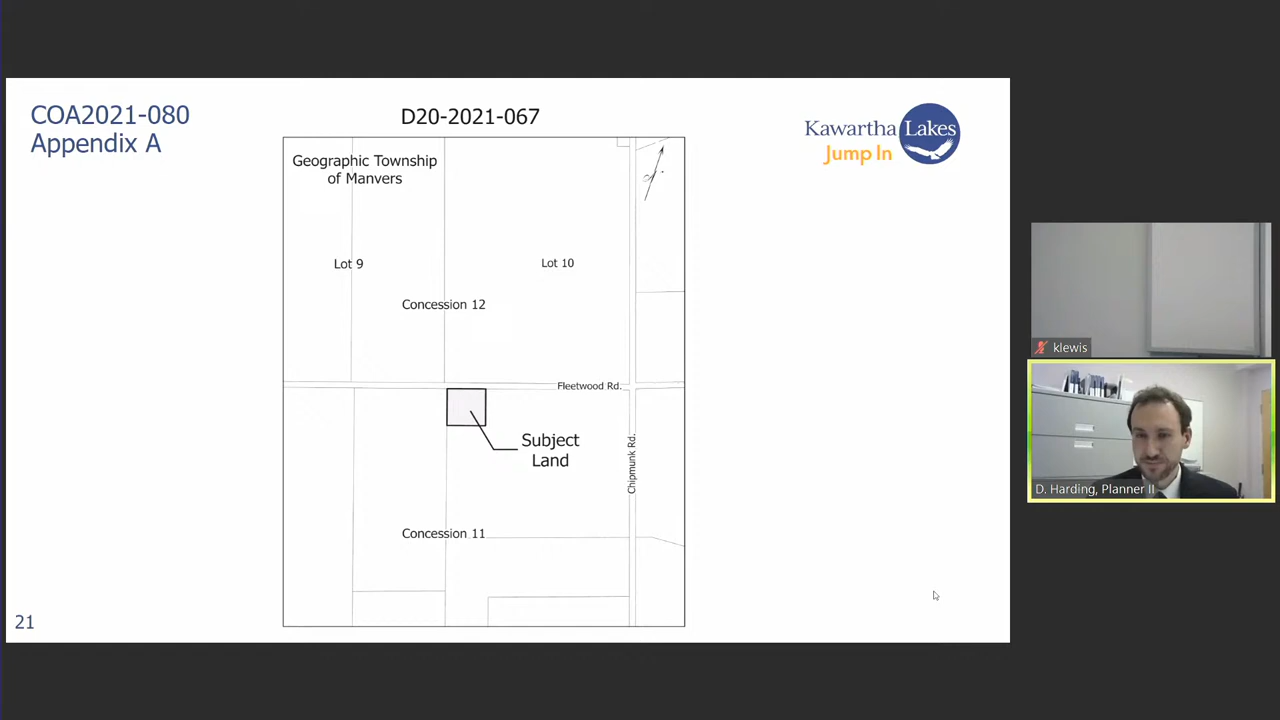 COA2021-080
Appendix A
D20-2021-067
Kawartha Lakes
Jump In
Geographic Township
of Manvers
Lot 9
Lot 10
Concession 12
Fleetwood Rd.
Subject
Land
Chipmunk Rd.
Concession 11
21
klewis
D. Harding, Planner II